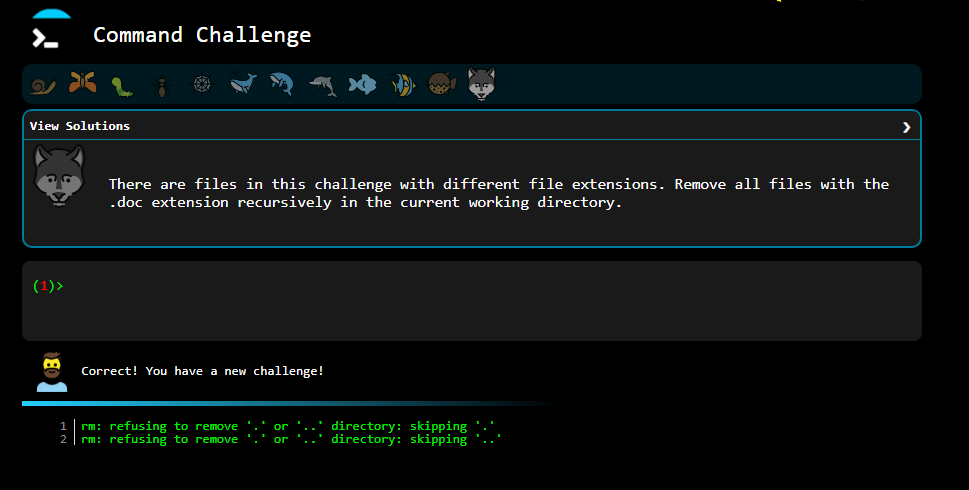 Command Challenge
View Solutions
There are files in this challenge with different file extensions. Remove all files with the
.doc extension recursively in the current working directory.
(1)>
Correct! You have a new challenge!
1 rm: refusing to remove '.' or '..' directory: skipping '.'
2 rm: refusing to remove '.' or '..' directory: skipping '..'